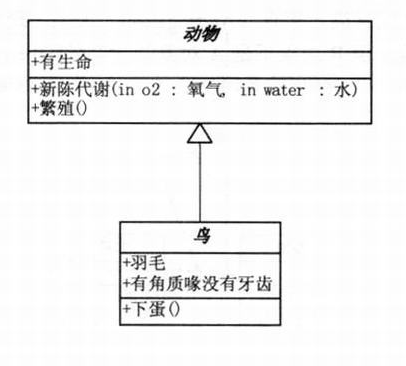 动物
+有生命
+新陈代谢(in o2 : 氧气, in water : 水)
+繁殖()
鸟
+羽毛
+有角质喙没有牙齿
+下蛋()